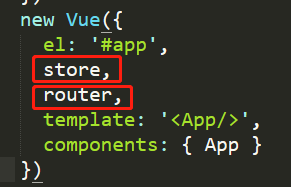 new Vue({
el: '#app',
store,
router,
template: '<App/>',
components: { App }
})